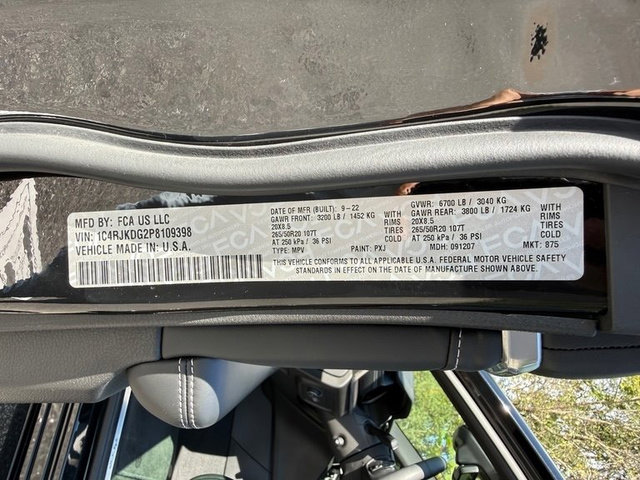 MFD BY: FCA US LLC
VIN: 1C4RJKDG2P8109398
VEHICLE MADE IN U.S.A.
DATE OF MFR (BUILT): 9-22 GVWR: 6700 LB / 3040 KG
GAWR FRONT: 3200 LB / 1452 KG WITH GAWR REAR: 3800 LB / 1724 KG WITH
20X8.5 RIMS 20X8.5 RIMS
265/50R20 107T TIRES 265/50R20 107T TIRES
AT 250 kPa / 36 PSI COLD AT 250 kPa / 36 PSI COLD
TYPE: MPV PAINT: PXJ MDH: 091207 MKT: 875
THIS VEHICLE CONFORMS TO ALL APPLICABLE U.S.A. FEDERAL MOTOR VEHICLE SAFETY
STANDARDS IN EFFECT ON THE DATE OF MANUFACTURE SHOWN ABOVE.